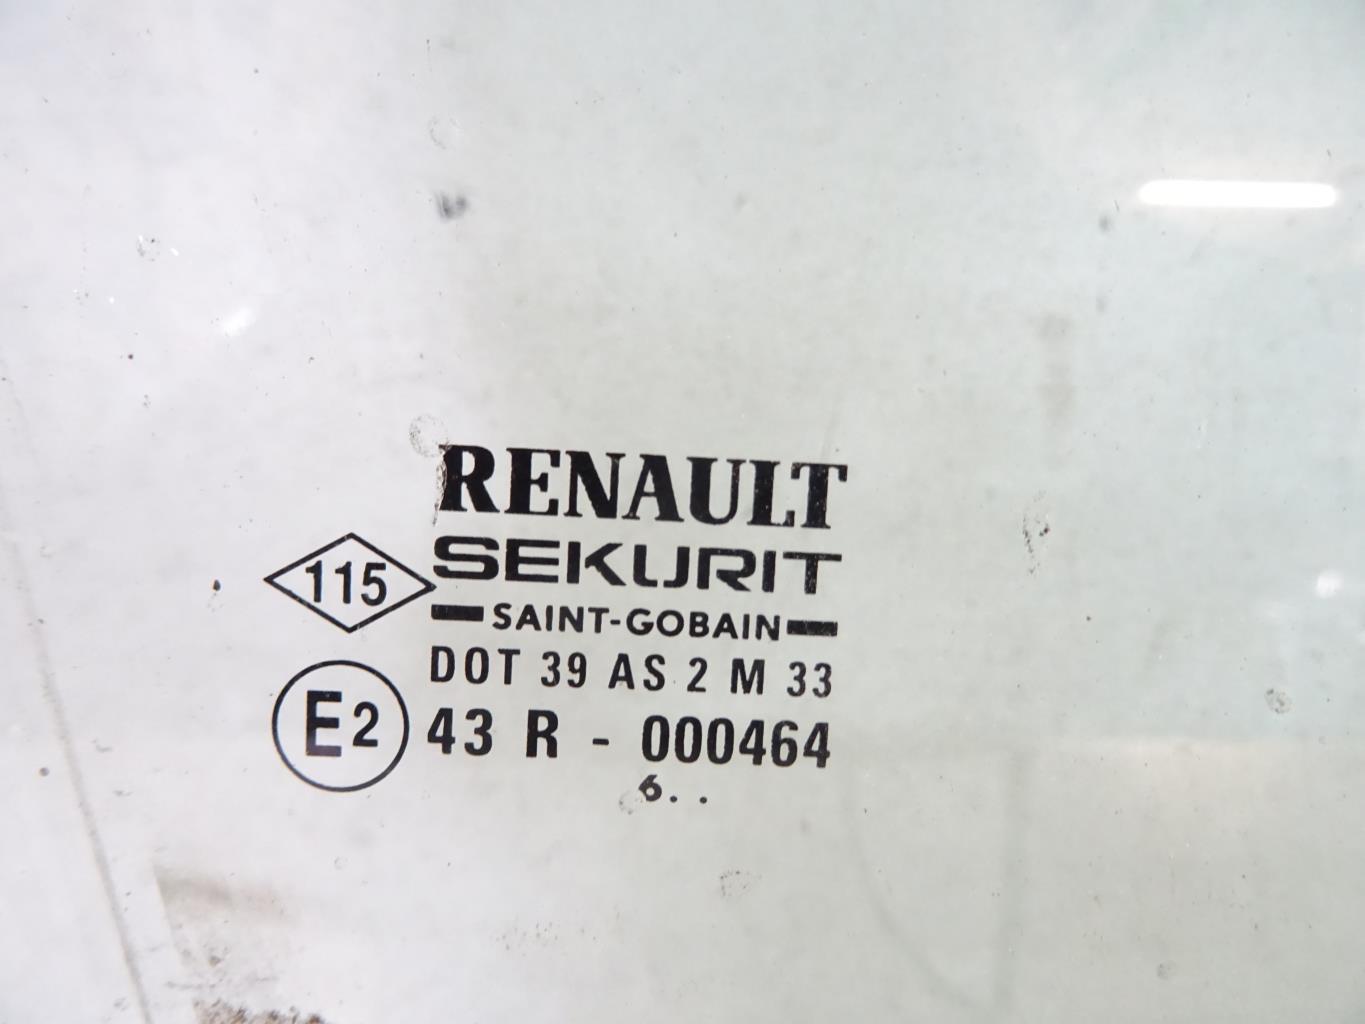 RENAULT
SEKURIT
115
SAINT-GOBAIN
DOT 39 AS 2 M 33
E2 43 R - 000464
6..